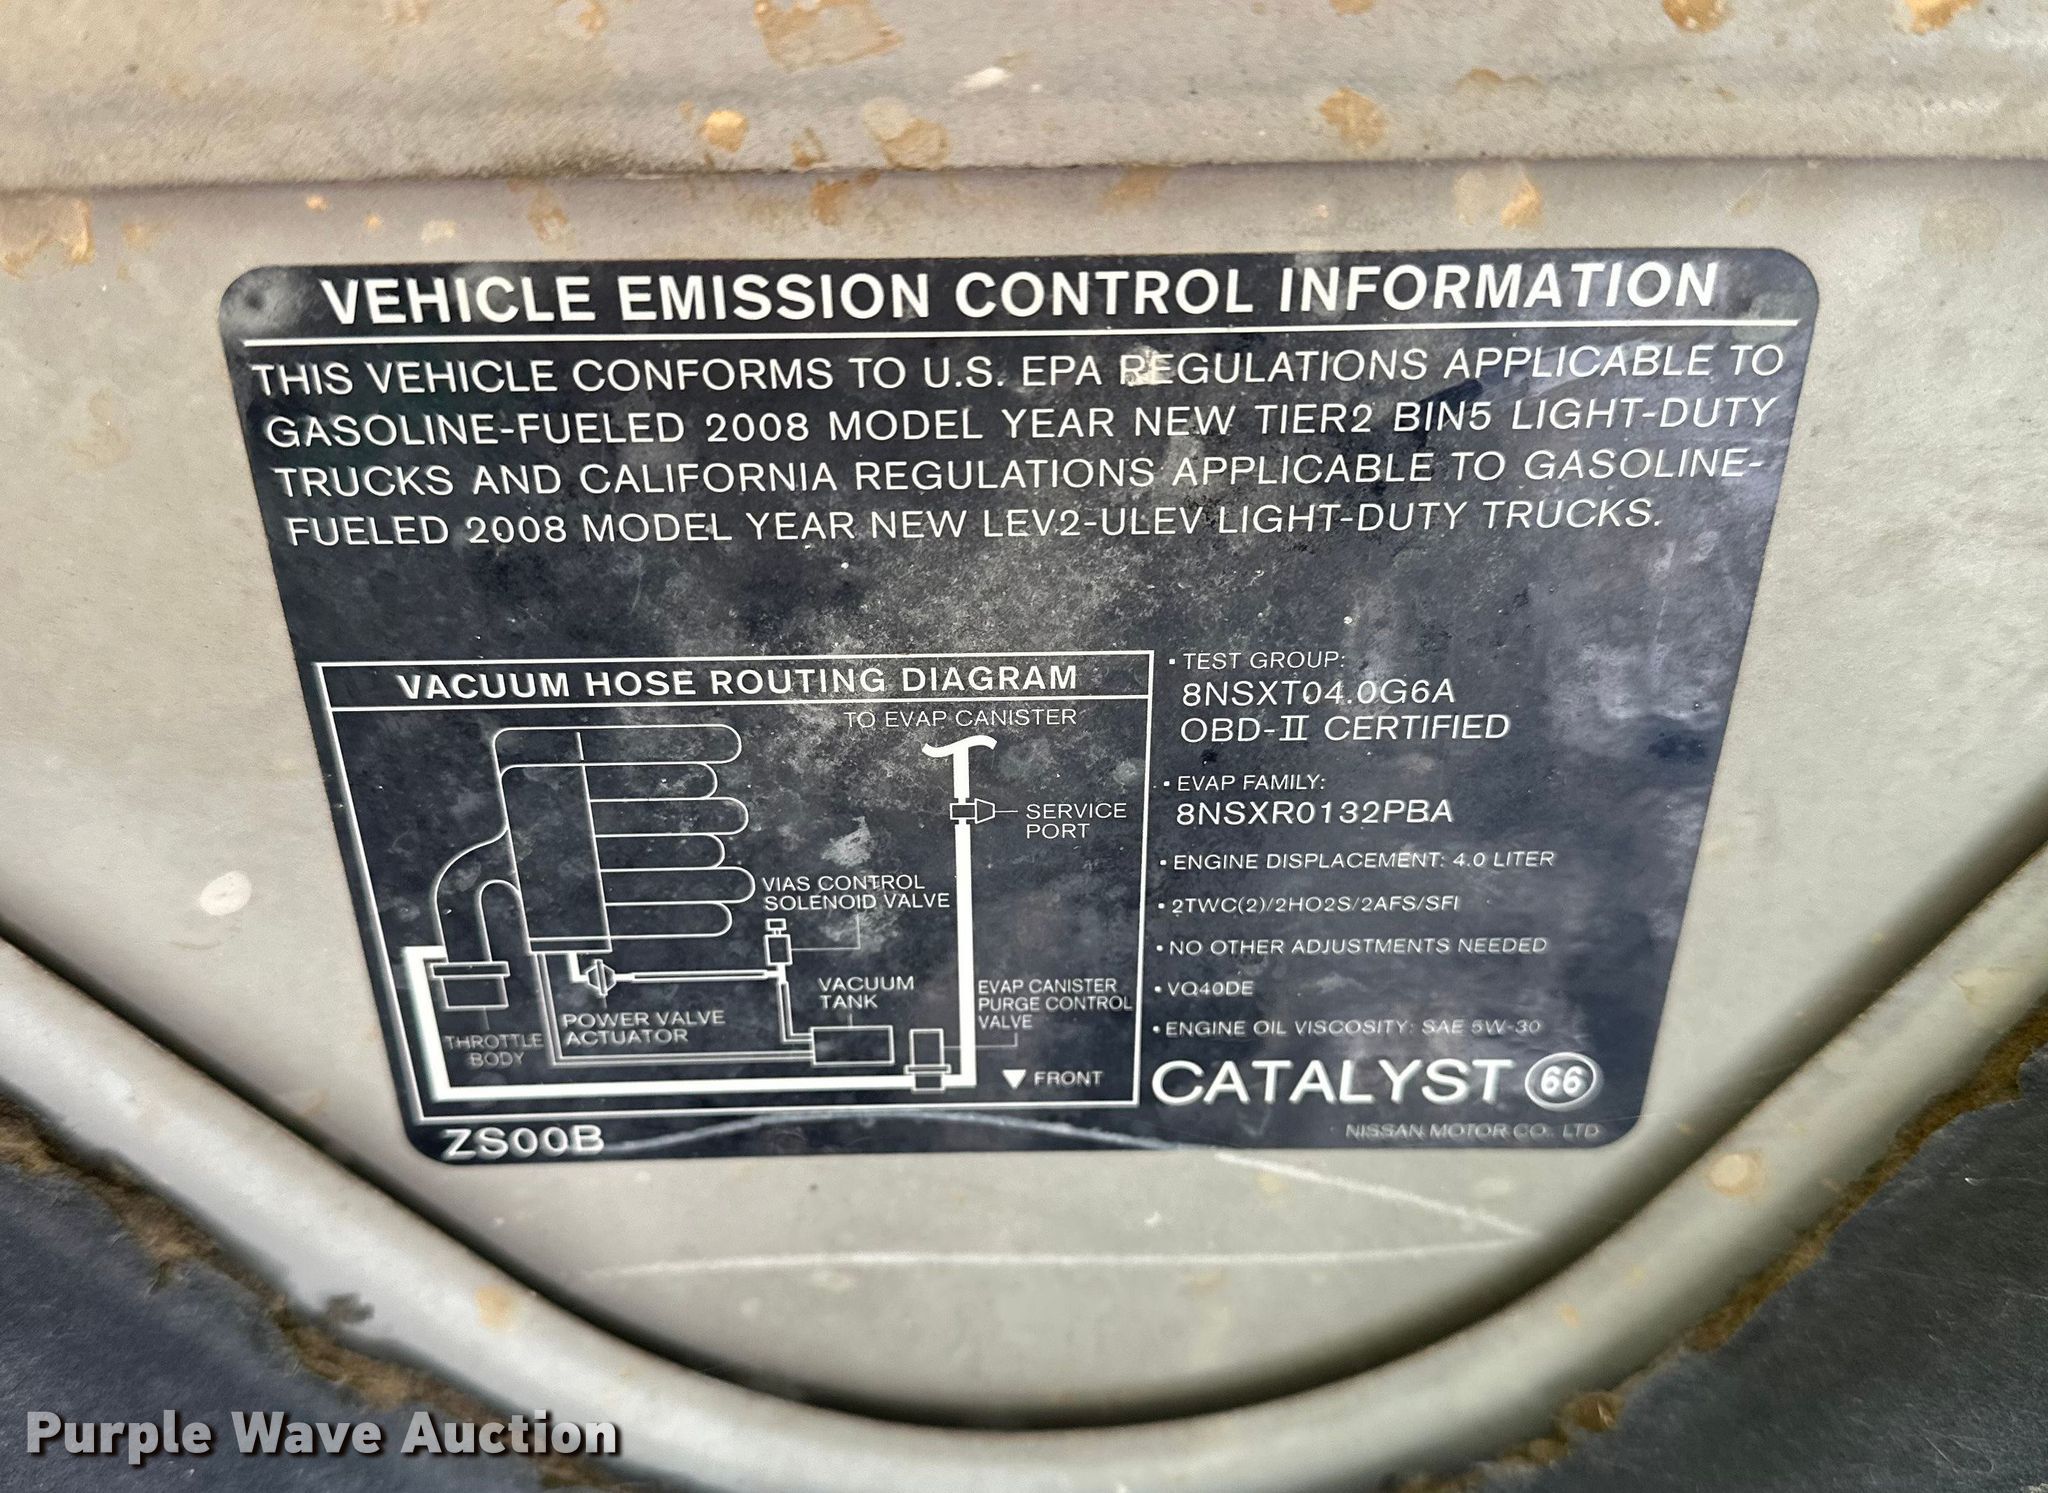 VEHICLE EMISSION CONTROL INFORMATION
THIS VEHICLE CONFORMS TO U.S. EPA REGULATIONS APPLICABLE TO
GASOLINE-FUELED 2008 MODEL YEAR NEW TIER2 BIN5 LIGHT-DUTY
TRUCKS AND CALIFORNIA REGULATIONS APPLICABLE TO GASOLINE-
FUELED 2008 MODEL YEAR NEW LEV2-ULEV LIGHT-DUTY TRUCKS.
VACUUM HOSE ROUTING DIAGRAM
TO EVAP CANISTER
SERVICE
PORT
VIAS CONTROL
SOLENOID VALVE
VACUUM
TANK
EVAP CANISTER
PURGE CONTROL
VALVE
POWER VALVE
ACTUATOR
THROTTLE
BODY
▼ FRONT
ZS00B
• TEST GROUP:
8NSXT04.0G6A
OBD-II CERTIFIED
• EVAP FAMILY:
8NSXR0132PBA
• ENGINE DISPLACEMENT: 4.0 LITER
• 2TWC(2)/2HO2S/2AFS/SFI
• NO OTHER ADJUSTMENTS NEEDED
• VQ40DE
• ENGINE OIL VISCOSITY: SAE 5W-30
CATALYST 66
NISSAN MOTOR CO., LTD
Purple Wave Auction